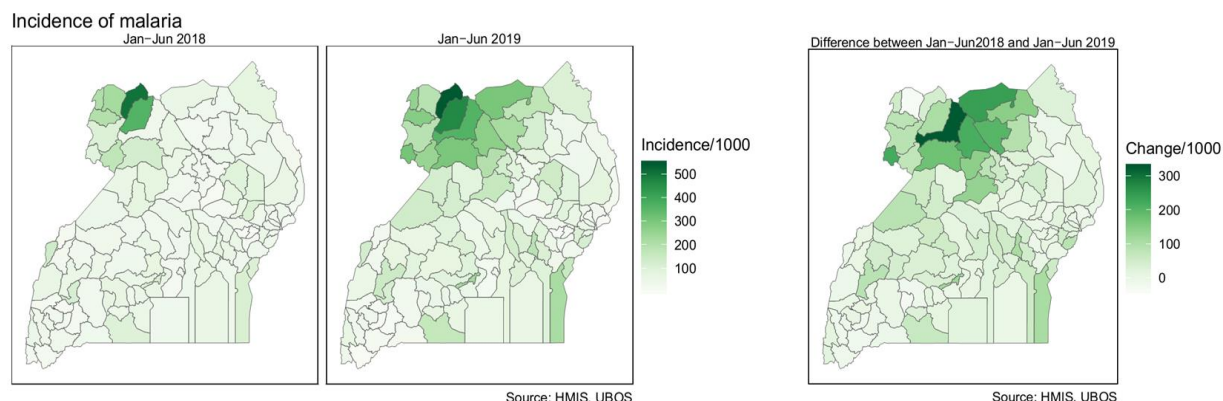 Incidence of malaria
Jan−Jun 2018
Jan−Jun 2019
Incidence/1000
500
400
300
200
100
Source: HMIS, UBOS
Difference between Jan−Jun2018 and Jan−Jun 2019
Change/1000
300
200
100
0
Source: HMIS, UBOS